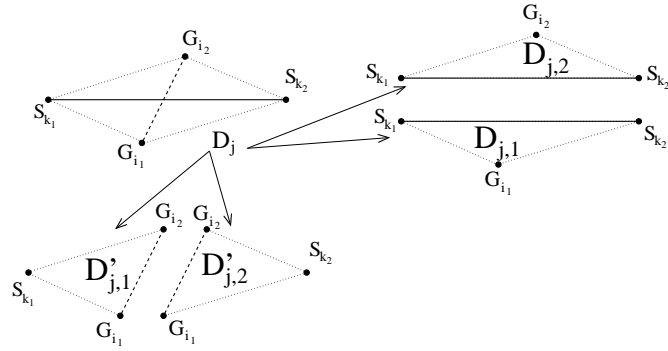 G_{i_2}
S_{k_1}
S_{k_2}
G_{i_1}
D_j
G_{i_2}
D_{j,2}
S_{k_1}
S_{k_2}
S_{k_1}
D_{j,1}
S_{k_2}
G_{i_1}
G_{i_2}
G_{i_2}
D'_{j,1}
D'_{j,2}
S_{k_1}
S_{k_2}
G_{i_1}
G_{i_1}